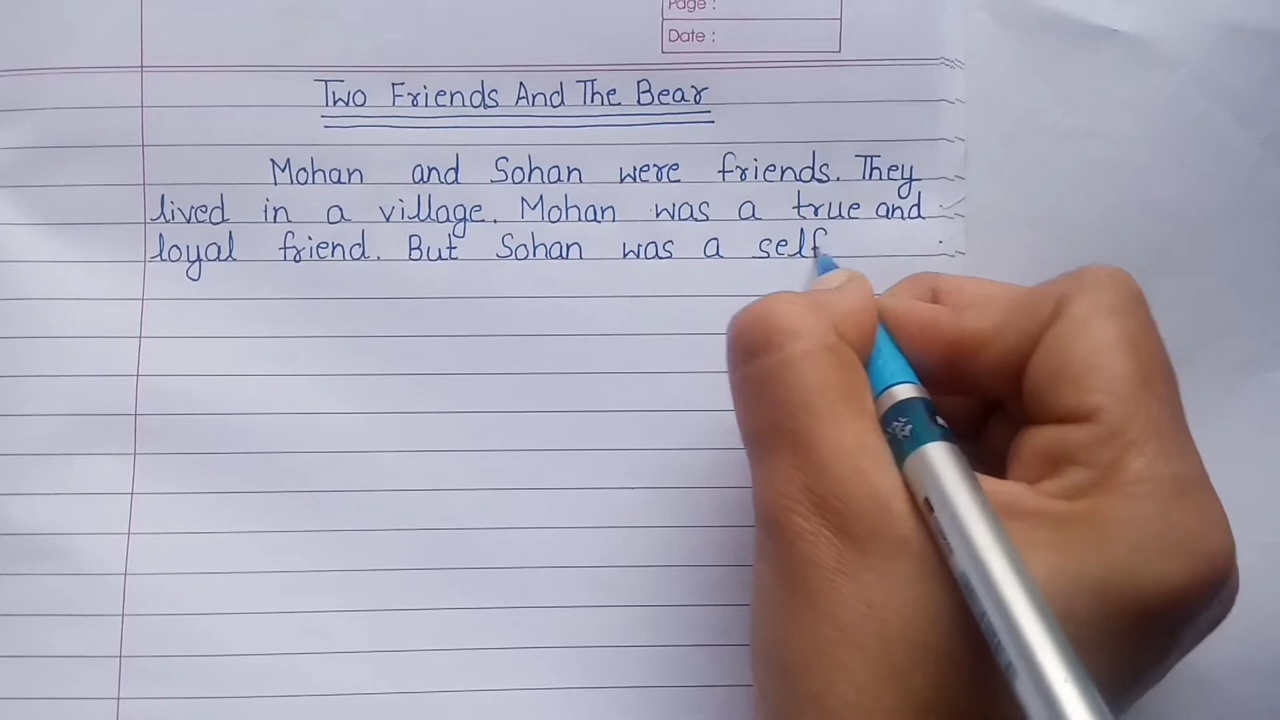 Page :
Date :
Two Friends And The Bear
Mohan and Sohan were friends. They
lived in a village. Mohan was a true and
loyal friend. But Sohan was a self